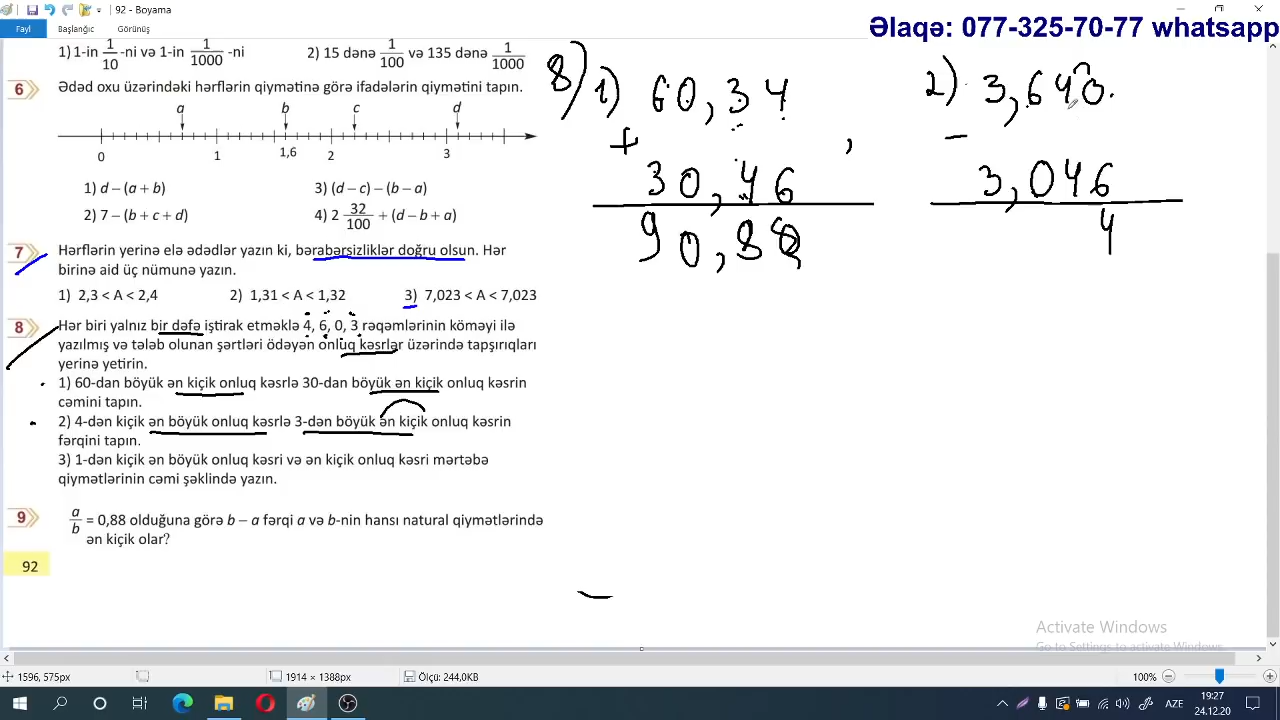 92 - Boyama
Əlaqə: 077-325-70-77 whatsapp
Fayl Başlanğıc Görünüş
1) 1-in 1/10 -ni və 1-in 1/1000 -ni 2) 15 dənə 1/100 və 135 dənə 1/1000
6 Ədəd oxu üzərindəki hərflərin qiymətinə görə ifadələrin qiymətini tapın.
a b c d
0 1 1,6 2 3
1) d – (a + b) 3) (d – c) – (b – a)
2) 7 – (b + c + d) 4) 2 32/100 + (d – b + a)
7 Hərflərin yerinə elə ədədlər yazın ki, bərabərsizliklər doğru olsun. Hər
birinə aid üç nümunə yazın.
1) 2,3 < A < 2,4 2) 1,31 < A < 1,32 3) 7,023 < A < 7,023
8 Hər biri yalnız bir dəfə iştirak etməklə 4, 6, 0, 3 rəqəmlərinin köməyi ilə
yazılmış və tələb olunan şərtləri ödəyən onluq kəsrlər üzərində tapşırıqları
yerinə yetirin.
1) 60-dan böyük ən kiçik onluq kəsrlə 30-dan böyük ən kiçik onluq kəsrin
cəmini tapın.
2) 4-dən kiçik ən böyük onluq kəsrlə 3-dən böyük ən kiçik onluq kəsrin
fərqini tapın.
3) 1-dən kiçik ən böyük onluq kəsri və ən kiçik onluq kəsri mərtəbə
qiymətlərinin cəmi şəklində yazın.
9 a/b = 0,88 olduğuna görə b – a fərqi a və b-nin hansı natural qiymətlərində
ən kiçik olar?
92
8) 1) 60,34
+
30,46
90,8
2) 3,640
–
3,046
4
Activate Windows
Go to Settings to activate Windows.
1596, 575px 1914 × 1388px Ölçü: 244,0KB 100%
AZE 19:27
24.12.20